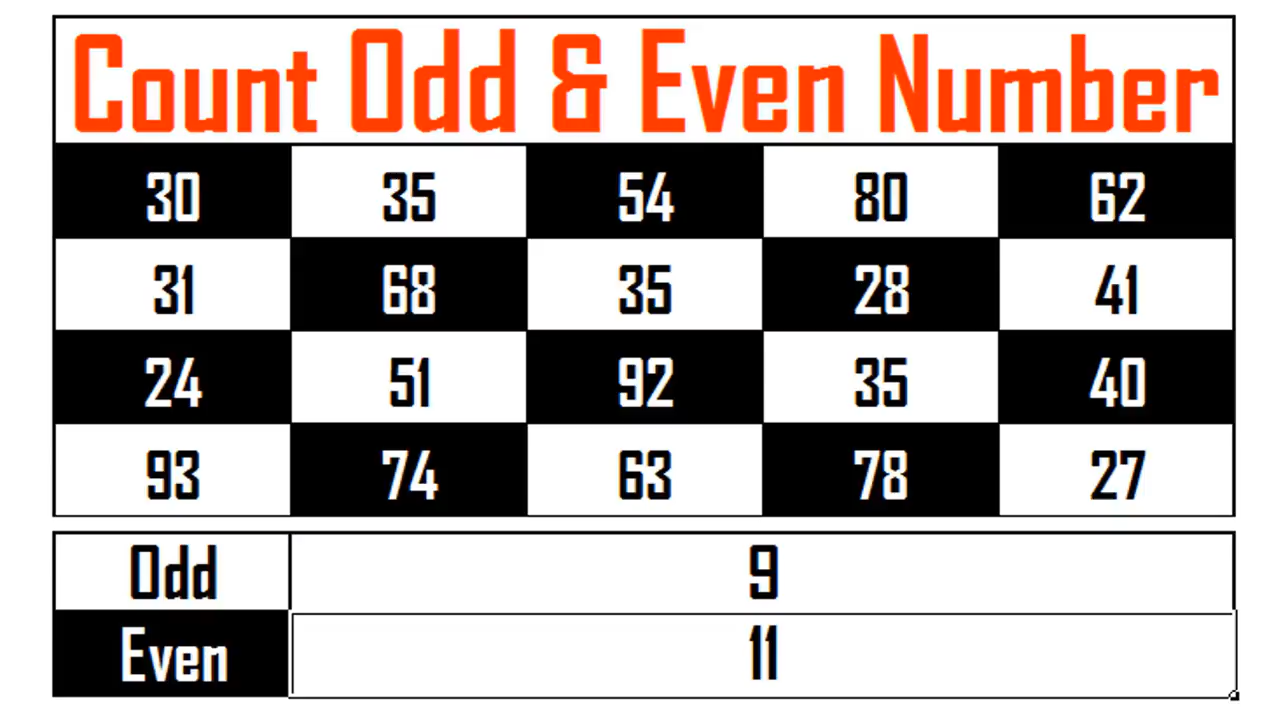 Count Odd & Even Number
30 35 54 80 62
31 68 35 28 41
24 51 92 35 40
93 74 63 78 27
Odd 9
Even 11